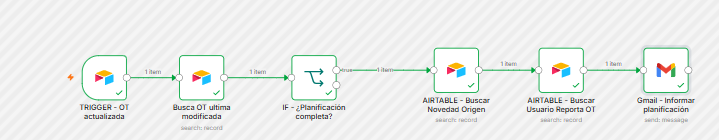 1 item
1 item
true
1 item
1 item
1 item
TRIGGER - OT
actualizada
Busca OT ultima
modificada
search: record
IF - ¿Planificación
completa?
AIRTABLE - Buscar
Novedad Origen
search: record
AIRTABLE - Buscar
Usuario Reporta OT
search: record
Gmail - Informar
planificación
send: message